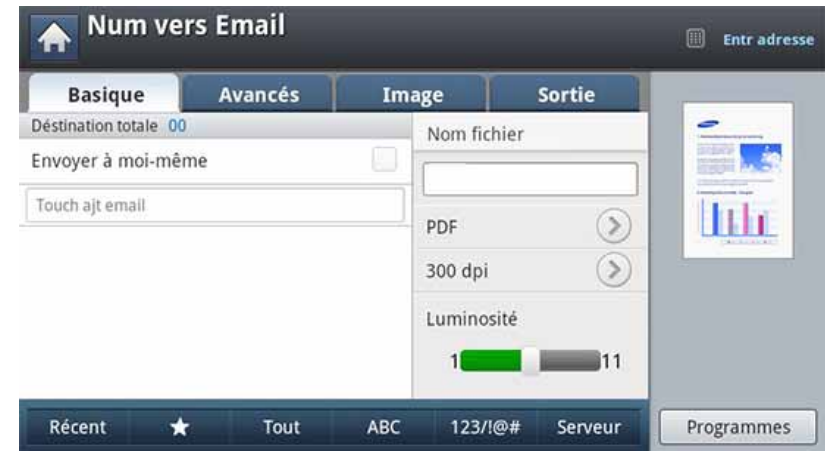 Num vers Email
Entr adresse
Basique
Avancés
Image
Sortie
Déstination totale 00
Envoyer à moi-même
Touch ajt email
Nom fichier
PDF
300 dpi
Luminosité
1
11
Récent
★
Tout
ABC
123/!@#
Serveur
Programmes